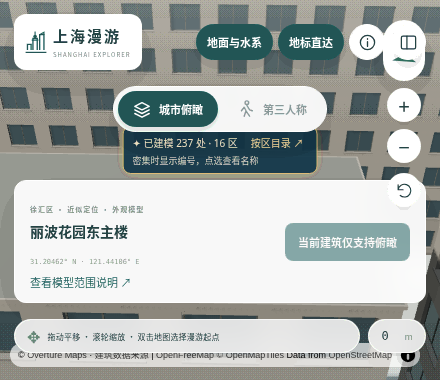 上海漫游
SHANGHAI EXPLORER
地面与水系
地标直达
城市俯瞰
第三人称
✦ 已建模 237 处 · 16 区 按区目录 ↗
密集时显示编号，点选查看名称
徐汇区 · 近似定位 · 外观模型
丽波花园东主楼
31.20462° N · 121.44186° E
查看模型范围说明 ↗
当前建筑仅支持俯瞰
拖动平移 · 滚轮缩放 · 双击地图选择漫游起点
0 m
© Overture Maps · 建筑数据来源 | OpenFreeMap © OpenMapTiles Data from OpenStreetMap